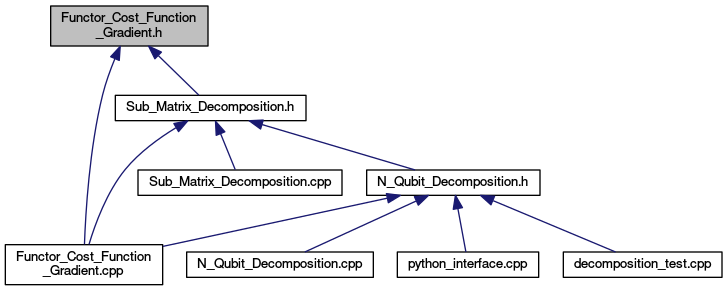 Functor_Cost_Function
_Gradient.h
Sub_Matrix_Decomposition.h
Sub_Matrix_Decomposition.cpp
N_Qubit_Decomposition.h
Functor_Cost_Function
_Gradient.cpp
N_Qubit_Decomposition.cpp
python_interface.cpp
decomposition_test.cpp